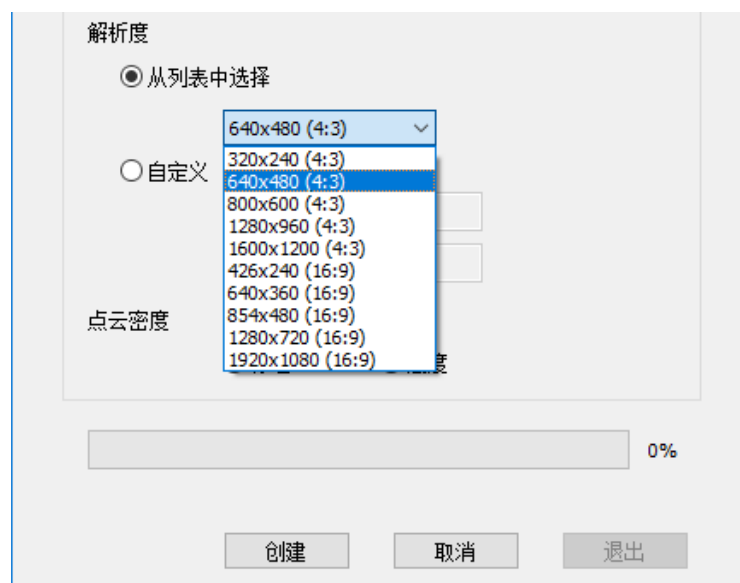 解析度
从列表中选择
640x480 (4:3)
自定义
320x240 (4:3)
640x480 (4:3)
800x600 (4:3)
1280x960 (4:3)
1600x1200 (4:3)
426x240 (16:9)
640x360 (16:9)
854x480 (16:9)
1280x720 (16:9)
1920x1080 (16:9)
点云密度
0%
创建
取消
退出